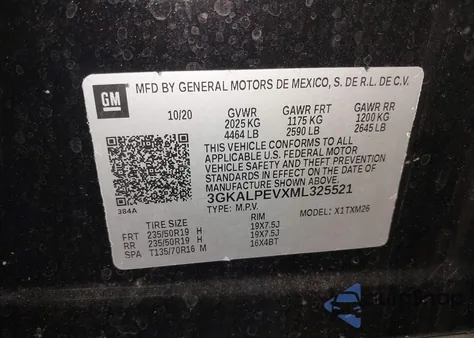 GM
MFD BY GENERAL MOTORS DE MEXICO, S. DE R.L. DE C.V.
10/20 GVWR GAWR FRT GAWR RR
2025 KG 1175 KG 1200 KG
4464 LB 2590 LB 2645 LB
THIS VEHICLE CONFORMS TO ALL
APPLICABLE U.S. FEDERAL MOTOR
VEHICLE SAFETY AND THEFT PREVENTION
STANDARDS IN EFFECT ON THE DATE OF
MANUFACTURE SHOWN ABOVE.
384A
3GKALPEVXML325521
TYPE: M.P.V. MODEL: X1TXM26
TIRE SIZE RIM
FRT 235/50R19 H 19X7.5J
RR 235/50R19 H 19X7.5J
SPA T135/70R16 M 16X4BT